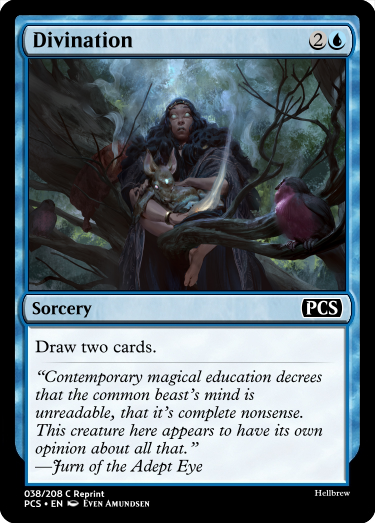 Divination 2
Sorcery PCS
Draw two cards.
“Contemporary magical education decrees
that the common beast’s mind is
unreadable, that it’s complete nonsense.
This creature here appears to have its own
opinion about all that.”
—Jurn of the Adept Eye
038/208 C Reprint Hellbrew
PCS • EN Even Amundsen